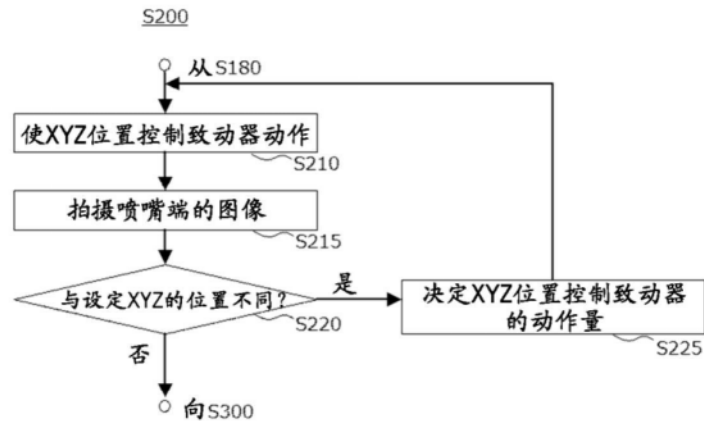 S200
从S180
使XYZ位置控制致动器动作
S210
拍摄喷嘴端的图像
S215
与设定XYZ的位置不同?
S220
是
决定XYZ位置控制致动器
的动作量
S225
否
向S300